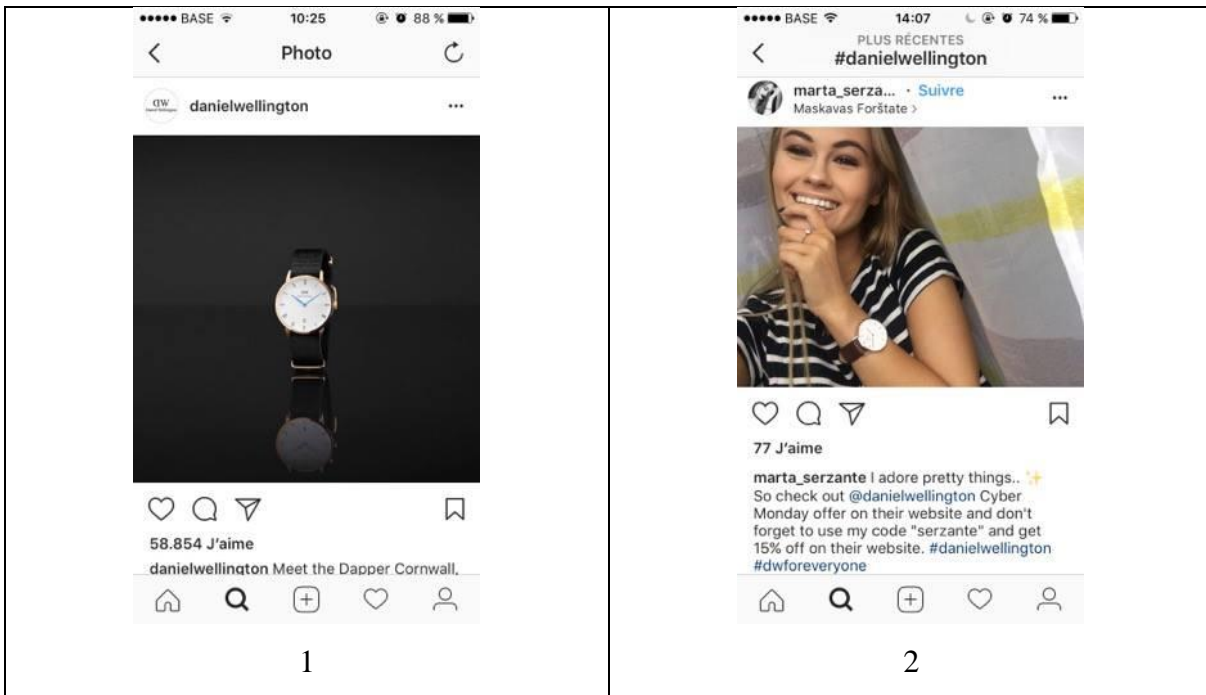 BASE 10:25 88 %
Photo
danielwellington
58.854 J'aime
danielwellington Meet the Dapper Cornwall,
1
BASE 14:07 74 %
PLUS RÉCENTES
#danielwellington
marta_serza... · Suivre
Maskavas Forštate >
77 J'aime
marta_serzante I adore pretty things.. ✨
So check out @danielwellington Cyber
Monday offer on their website and don't
forget to use my code "serzante" and get
15% off on their website. #danielwellington
#dwforeveryone
2